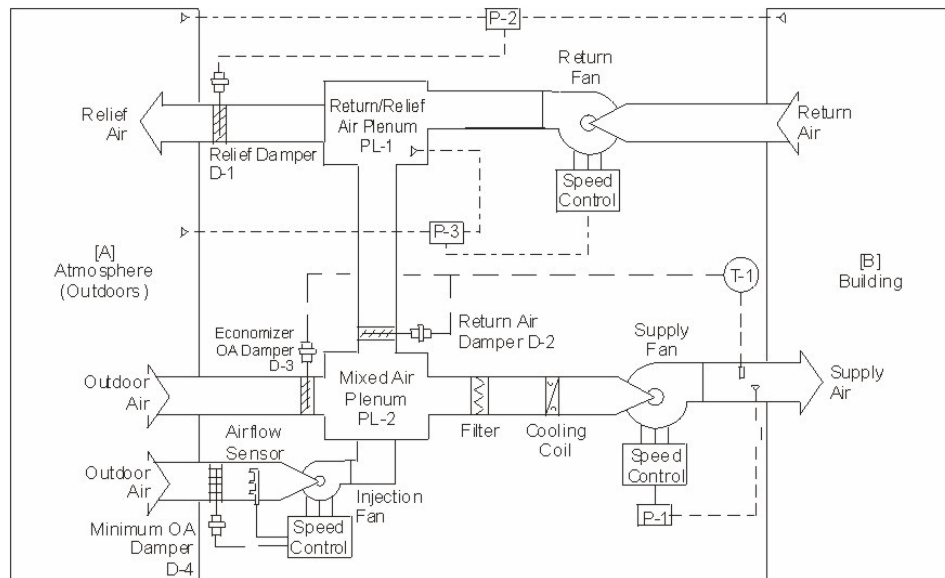 P-2
Return
Fan
Relief
Air
Return/Relief
Air Plenum
PL-1
Return
Air
Relief Damper
D-1
Speed
Control
P-3
[A]
Atmosphere
(Outdoors)
[B]
Building
T-1
Economizer
OA Damper
D-3
Return Air
Damper D-2
Supply
Fan
Outdoor
Air
Mixed Air
Plenum
PL-2
Supply
Air
Filter
Cooling
Coil
Airflow
Sensor
Speed
Control
Outdoor
Air
Injection
Fan
P-1
Minimum OA
Damper
D-4
Speed
Control